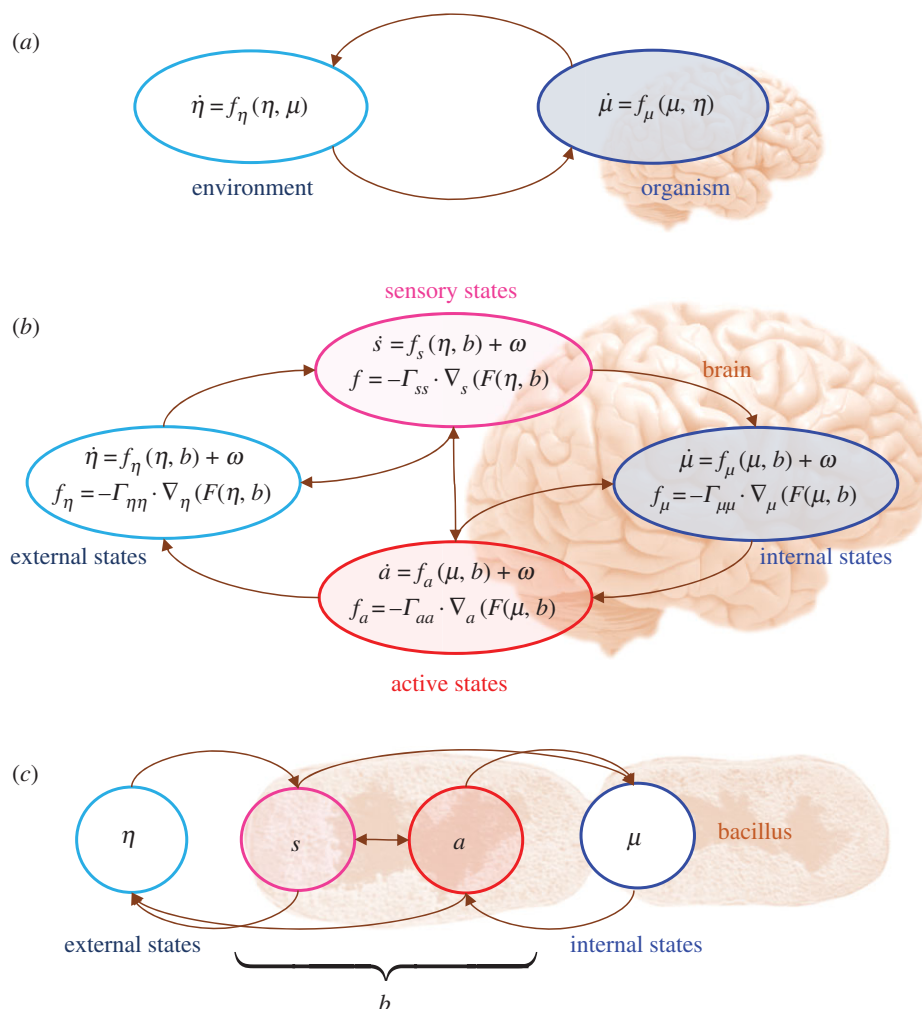 (a)
η̇ = f_η (η, μ)
μ̇ = f_μ (μ, η)
environment
organism
sensory states
(b)
ṡ = f_s (η, b) + ω
f = −Γ_ss · ∇_s (F(η, b)
brain
η̇ = f_η (η, b) + ω
f_η = −Γ_ηη · ∇_η (F(η, b)
μ̇ = f_μ (μ, b) + ω
f_μ = −Γ_μμ · ∇_μ (F(μ, b)
external states
internal states
ȧ = f_a (μ, b) + ω
f_a = −Γ_aa · ∇_a (F(μ, b)
active states
(c)
η
s
a
μ
bacillus
external states
internal states
b